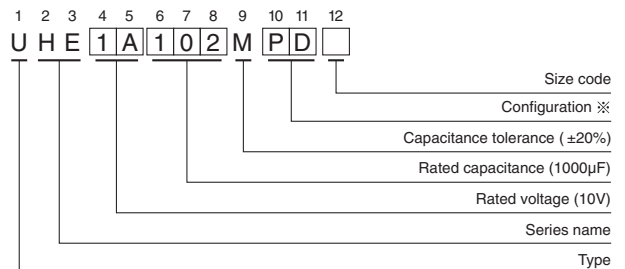 1 2 3 4 5 6 7 8 9 10 11 12
U H E 1 A 1 0 2 M P D
Size code
Configuration ※
Capacitance tolerance ( ±20%)
Rated capacitance (1000µF)
Rated voltage (10V)
Series name
Type